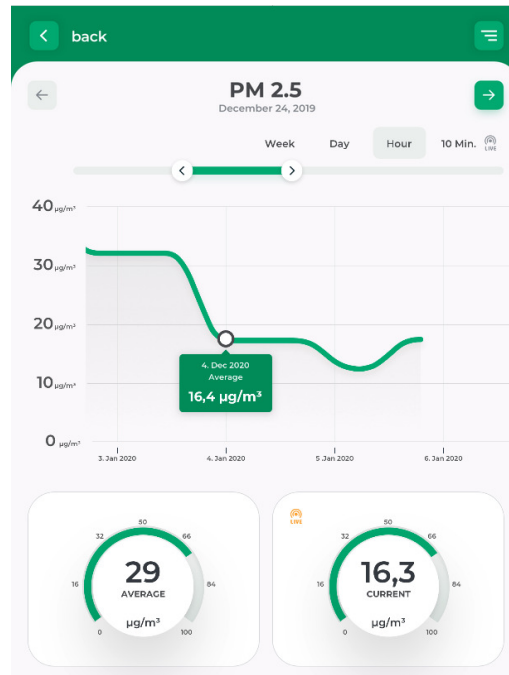 back
PM 2.5
December 24, 2019
Week Day Hour 10 Min. LIVE
40 µg/m³
30 µg/m³
20 µg/m³
4. Dec 2020
Average
16,4 µg/m³
10 µg/m³
0 µg/m³
3. Jan 2020 4. Jan 2020 5 Jan 2020 6. Jan 2020
50
32 66
16 84
29
AVERAGE
µg/m³
0 100
LIVE
50
32 66
16 84
16,3
CURRENT
µg/m³
0 100